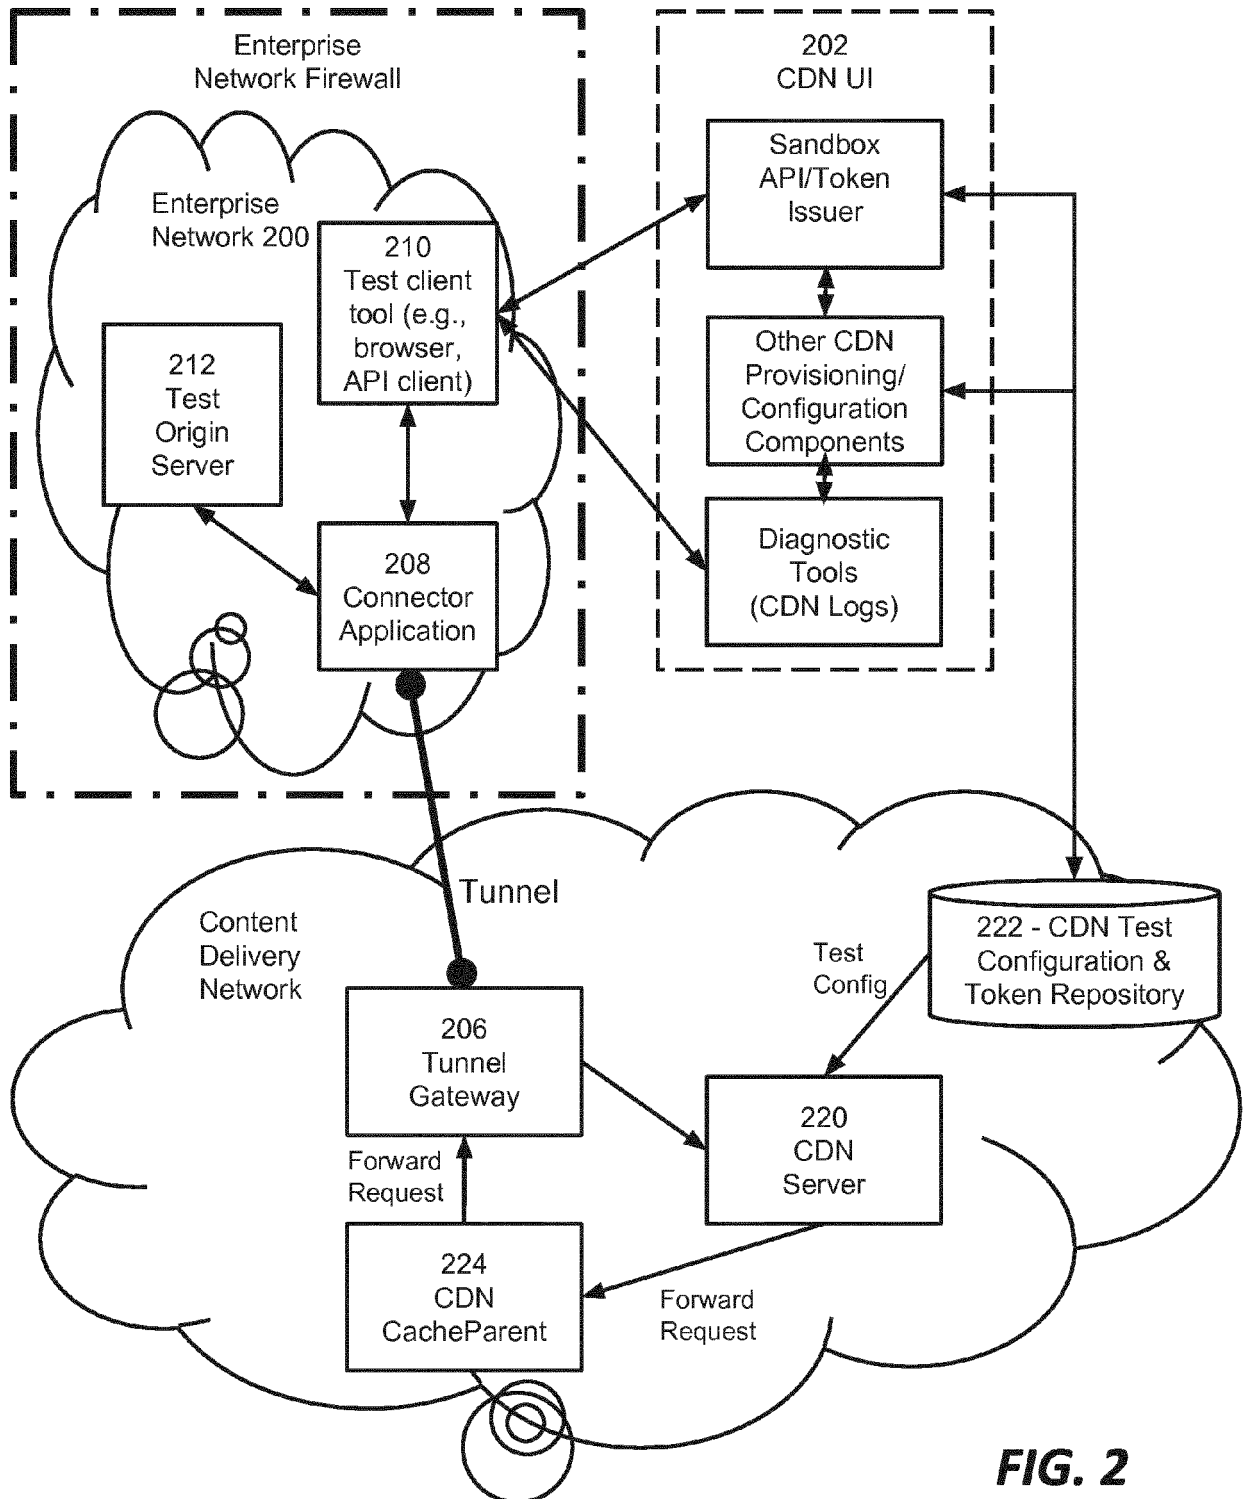 Enterprise
Network Firewall
202
CDN UI
Sandbox
API/Token
Issuer
Enterprise
Network 200
210
Test client
tool (e.g.,
browser,
API client)
212
Test
Origin
Server
Other CDN
Provisioning/
Configuration
Components
208
Connector
Application
Diagnostic
Tools
(CDN Logs)
Tunnel
Content
Delivery
Network
222 - CDN Test
Configuration &
Token Repository
Test
Config
206
Tunnel
Gateway
220
CDN
Server
Forward
Request
224
CDN
CacheParent
Forward
Request
FIG. 2